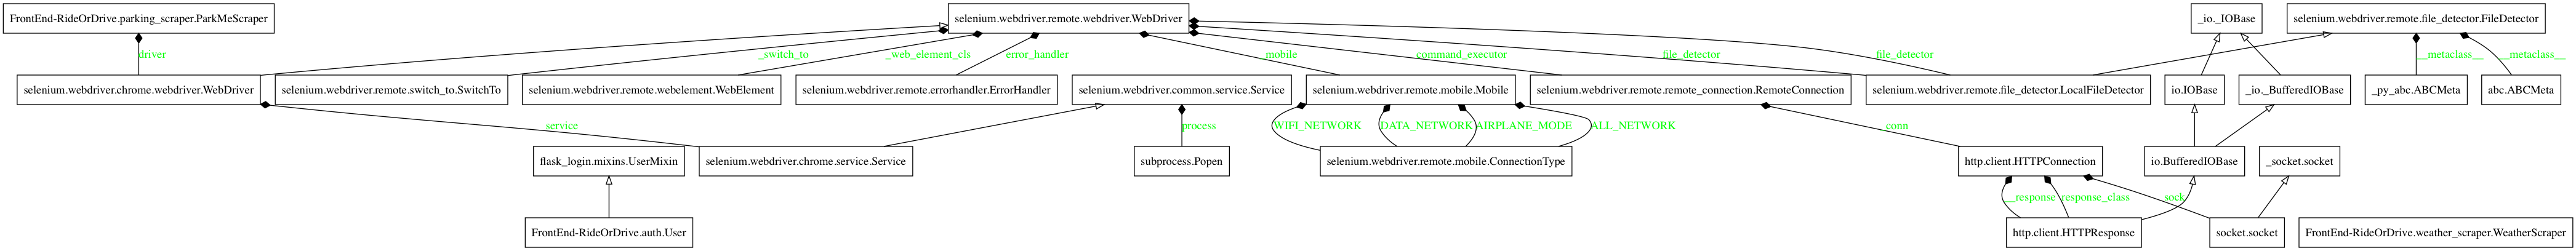 FrontEnd-RideOrDrive.parking_scraper.ParkMeScraper
selenium.webdriver.remote.webdriver.WebDriver
_io._IOBase
selenium.webdriver.remote.file_detector.FileDetector
driver
_switch_to
_web_element_cls
error_handler
mobile
command_executor
file_detector
file_detector
__metaclass__
__metaclass__
selenium.webdriver.chrome.webdriver.WebDriver
selenium.webdriver.remote.switch_to.SwitchTo
selenium.webdriver.remote.webelement.WebElement
selenium.webdriver.remote.errorhandler.ErrorHandler
selenium.webdriver.common.service.Service
selenium.webdriver.remote.mobile.Mobile
selenium.webdriver.remote.remote_connection.RemoteConnection
selenium.webdriver.remote.file_detector.LocalFileDetector
io.IOBase
_io._BufferedIOBase
_py_abc.ABCMeta
abc.ABCMeta
service
process
WIFI_NETWORK
DATA_NETWORK
AIRPLANE_MODE
ALL_NETWORK
_conn
flask_login.mixins.UserMixin
selenium.webdriver.chrome.service.Service
subprocess.Popen
selenium.webdriver.remote.mobile.ConnectionType
http.client.HTTPConnection
io.BufferedIOBase
_socket.socket
__response
response_class
sock
FrontEnd-RideOrDrive.auth.User
http.client.HTTPResponse
socket.socket
FrontEnd-RideOrDrive.weather_scraper.WeatherScraper